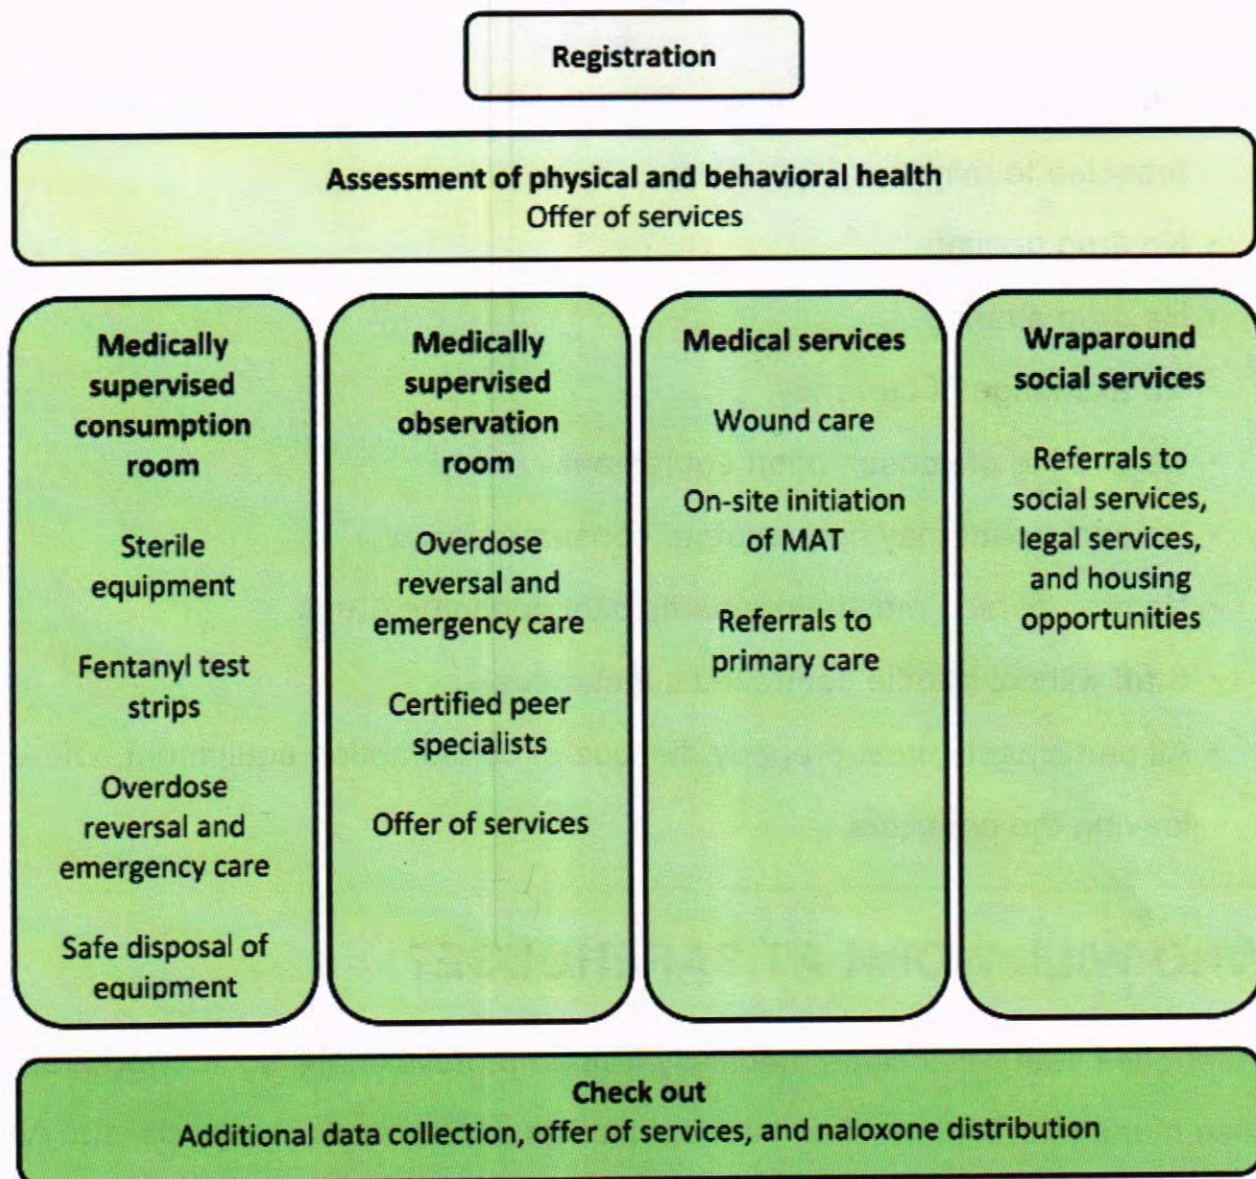 Registration
Assessment of physical and behavioral health
Offer of services
Medically
supervised
consumption
room
Sterile
equipment
Fentanyl test
strips
Overdose
reversal and
emergency care
Safe disposal of
equipment
Medically
supervised
observation
room
Overdose
reversal and
emergency care
Certified peer
specialists
Offer of services
Medical services
Wound care
On-site initiation
of MAT
Referrals to
primary care
Wraparound
social services
Referrals to
social services,
legal services,
and housing
opportunities
Check out
Additional data collection, offer of services, and naloxone distribution